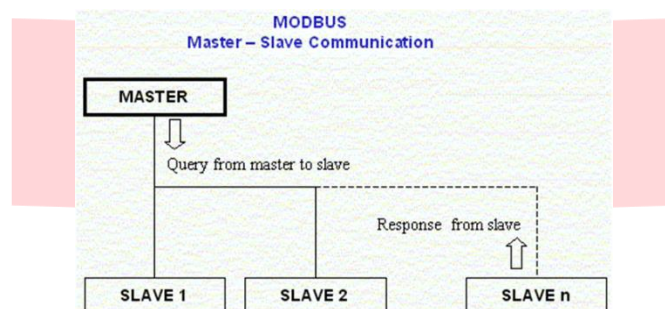 MODBUS
Master – Slave Communication
MASTER
Query from master to slave
Response from slave
SLAVE 1
SLAVE 2
SLAVE n